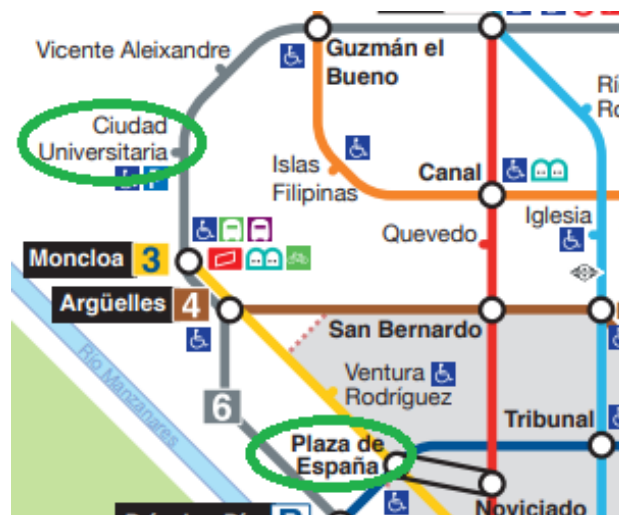 Vicente Aleixandre
Guzmán el
Bueno
Ciudad
Universitaria
Islas
Filipinas
Canal
Quevedo
Iglesia
Moncloa 3
Argüelles 4
San Bernardo
Ventura
Rodríguez
6
Plaza de
España
Tribunal
Noviciado
Río Manzanares